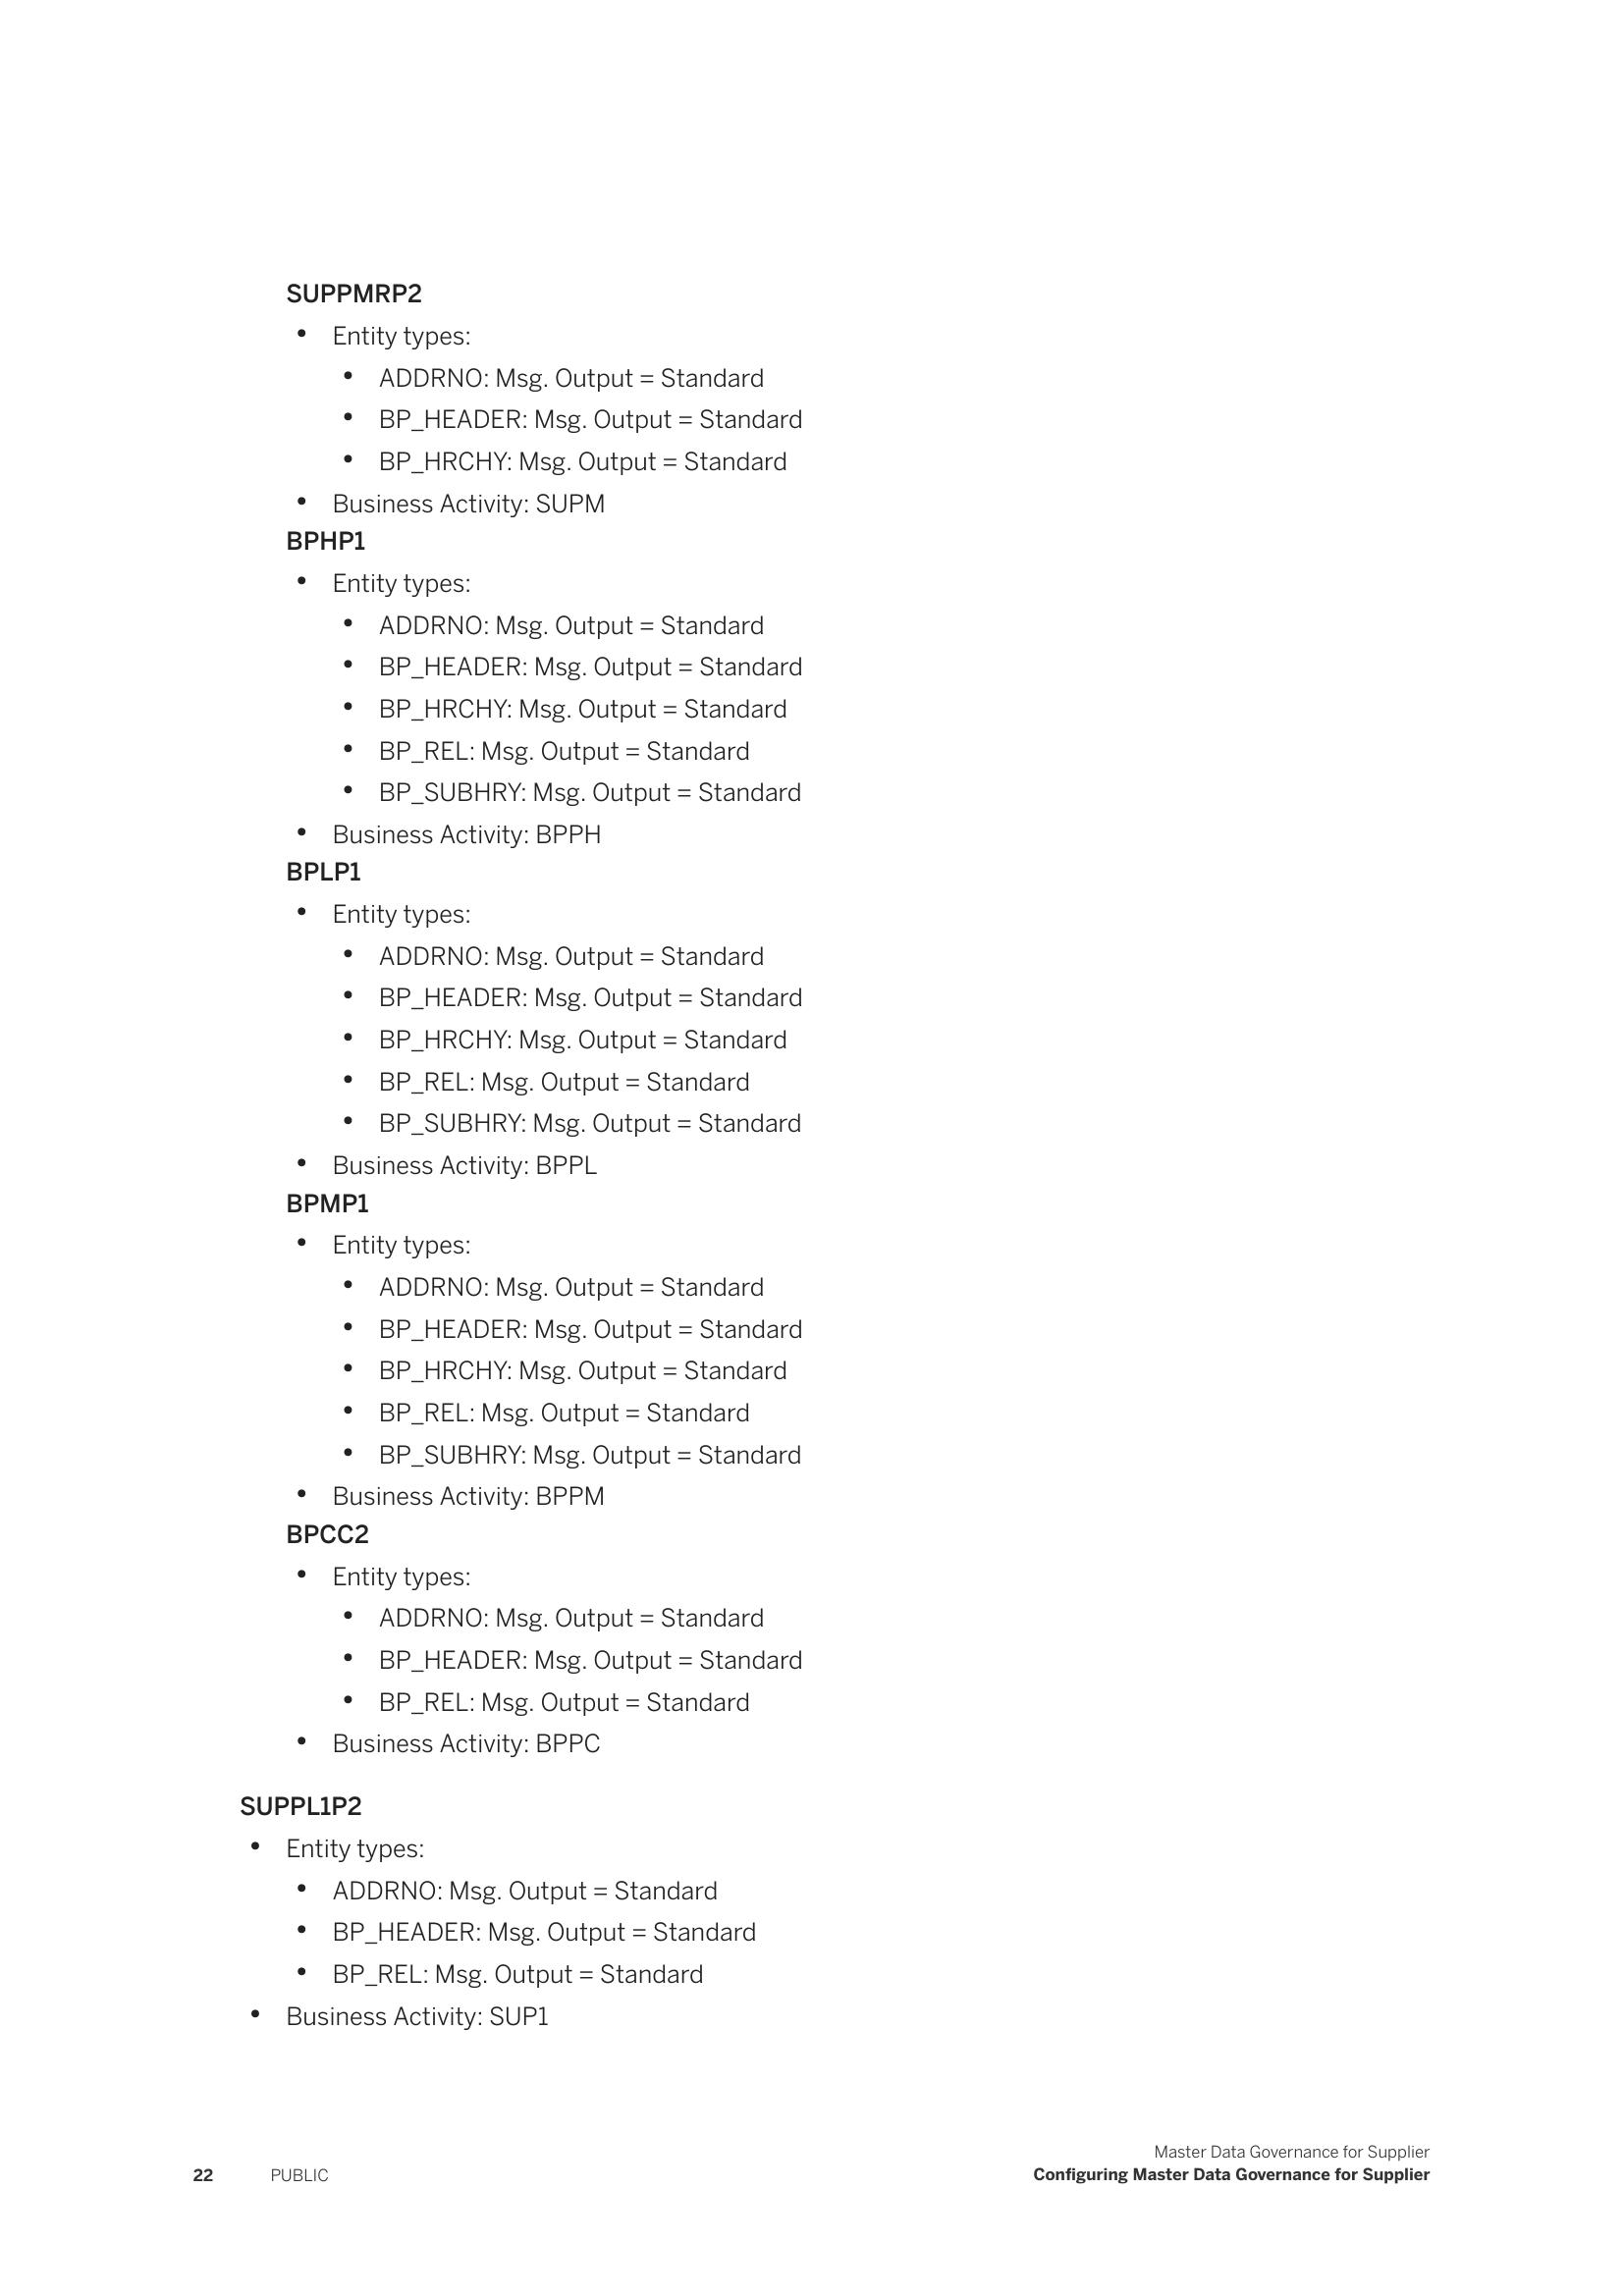 SUPPMRP2
• Entity types:
• ADDRNO: Msg. Output = Standard
• BP_HEADER: Msg. Output = Standard
• BP_HRCHY: Msg. Output = Standard
• Business Activity: SUPM
BPHP1
• Entity types:
• ADDRNO: Msg. Output = Standard
• BP_HEADER: Msg. Output = Standard
• BP_HRCHY: Msg. Output = Standard
• BP_REL: Msg. Output = Standard
• BP_SUBHRY: Msg. Output = Standard
• Business Activity: BPPH
BPLP1
• Entity types:
• ADDRNO: Msg. Output = Standard
• BP_HEADER: Msg. Output = Standard
• BP_HRCHY: Msg. Output = Standard
• BP_REL: Msg. Output = Standard
• BP_SUBHRY: Msg. Output = Standard
• Business Activity: BPPL
BPMP1
• Entity types:
• ADDRNO: Msg. Output = Standard
• BP_HEADER: Msg. Output = Standard
• BP_HRCHY: Msg. Output = Standard
• BP_REL: Msg. Output = Standard
• BP_SUBHRY: Msg. Output = Standard
• Business Activity: BPPM
BPCC2
• Entity types:
• ADDRNO: Msg. Output = Standard
• BP_HEADER: Msg. Output = Standard
• BP_REL: Msg. Output = Standard
• Business Activity: BPPC
SUPPL1P2
• Entity types:
• ADDRNO: Msg. Output = Standard
• BP_HEADER: Msg. Output = Standard
• BP_REL: Msg. Output = Standard
• Business Activity: SUP1
Master Data Governance for Supplier
22 PUBLIC Configuring Master Data Governance for Supplier